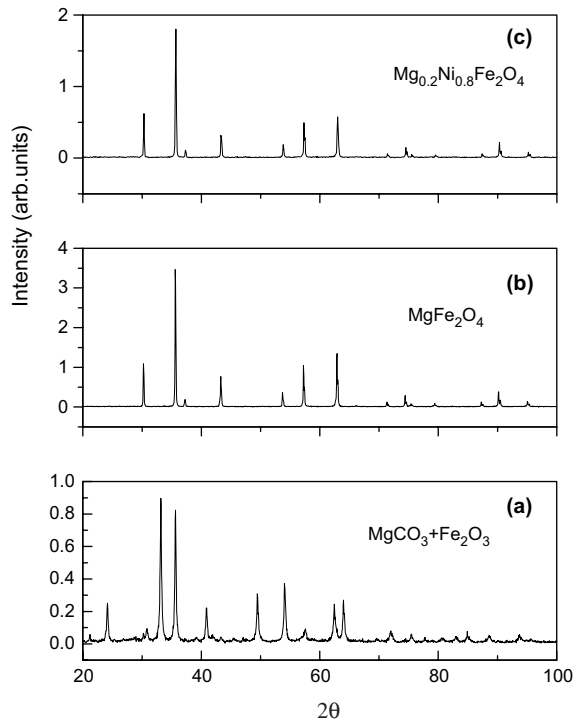 Intensity (arb.units)
2
1
0
(c)
Mg₀.₂Ni₀.₈Fe₂O₄
4
3
2
1
0
(b)
MgFe₂O₄
1.0
0.8
0.6
0.4
0.2
0.0
(a)
MgCO₃+Fe₂O₃
20 40 60 80 100
2θ